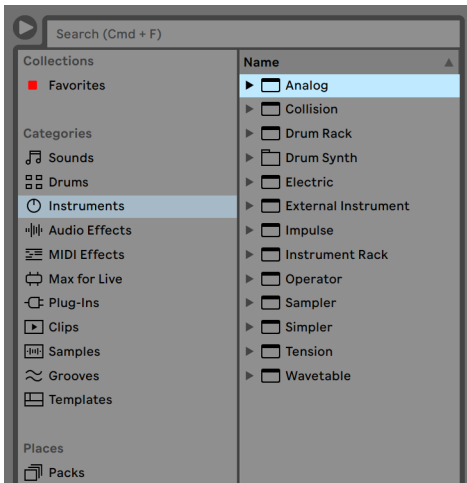 Search (Cmd + F)
Collections
Favorites
Categories
Sounds
Drums
Instruments
Audio Effects
MIDI Effects
Max for Live
Plug-Ins
Clips
Samples
Grooves
Templates
Places
Packs
Name
Analog
Collision
Drum Rack
Drum Synth
Electric
External Instrument
Impulse
Instrument Rack
Operator
Sampler
Simpler
Tension
Wavetable